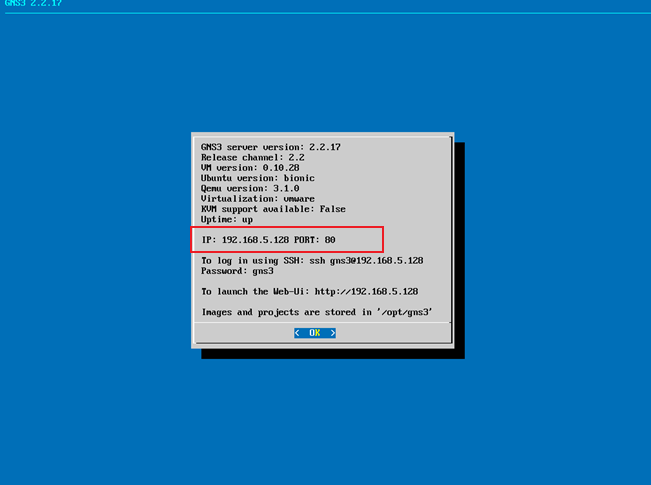 GNS3 2.2.17
GNS3 server version: 2.2.17
Release channel: 2.2
VM version: 0.10.28
Ubuntu version: bionic
Qemu version: 3.1.0
Virtualization: vmware
KVM support available: False
Uptime: up
IP: 192.168.5.128 PORT: 80
To log in using SSH: ssh gns3@192.168.5.128
Password: gns3
To launch the Web-Ui: http://192.168.5.128
Images and projects are stored in '/opt/gns3'
< OK >